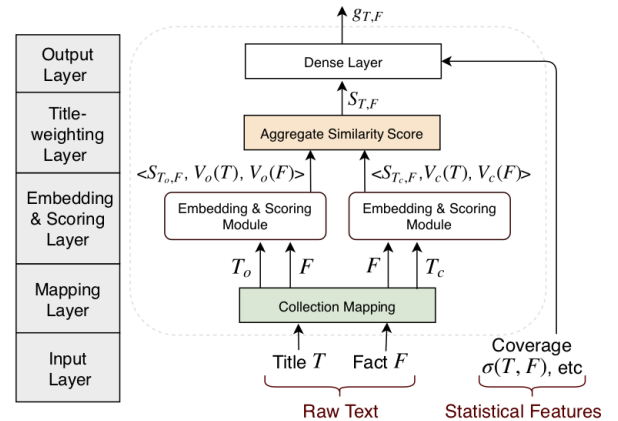 g_{T,F}
Output
Layer
Dense Layer
S_{T,F}
Title-
weighting
Layer
Aggregate Similarity Score
<S_{T_o,F}, V_o(T), V_o(F)>
<S_{T_c,F},V_c(T), V_c(F)>
Embedding
& Scoring
Layer
Embedding & Scoring
Module
Embedding & Scoring
Module
T_o
F
F
T_c
Mapping
Layer
Collection Mapping
Input
Layer
Title T
Fact F
Coverage
σ(T, F), etc
Raw Text
Statistical Features